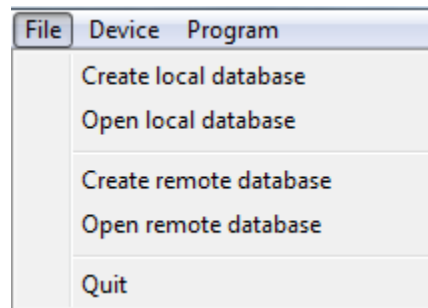 File Device Program
Create local database
Open local database
Create remote database
Open remote database
Quit